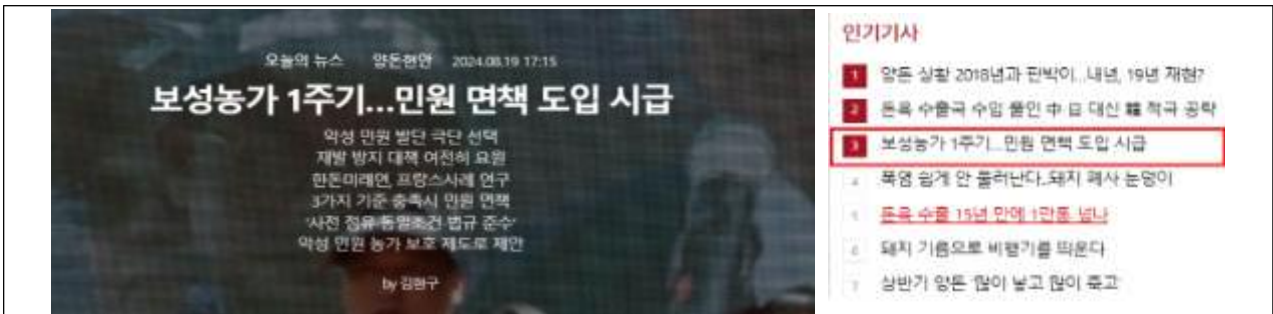 오늘의 뉴스 양돈현안 2024.08.19 17:15
보성농가 1주기...민원 면책 도입 시급
악성 민원 발단 극단 선택
재발 방지 대책 여전히 요원
한돈미래연, 프랑스사례 연구
3가지 기준 충족시 민원 면책
'사전 점유·동일조건·법규 준수'
악성 민원 농가 보호 제도로 제안
by 김현구
인기기사
1 양돈 상황 2018년과 판박이...내년, 19년 재현?
2 돈육 수출국 수입 줄인 中 日 대신 韓 적극 공략
3 보성농가 1주기...민원 면책 도입 시급
4 폭염 쉽게 안 물러난다..돼지 폐사 눈덩이
5 돈육 수출 15년 만에 1만톤 넘나
6 돼지 기름으로 비행기를 띄운다
7 상반기 양돈 '많이 낳고 많이 죽고'